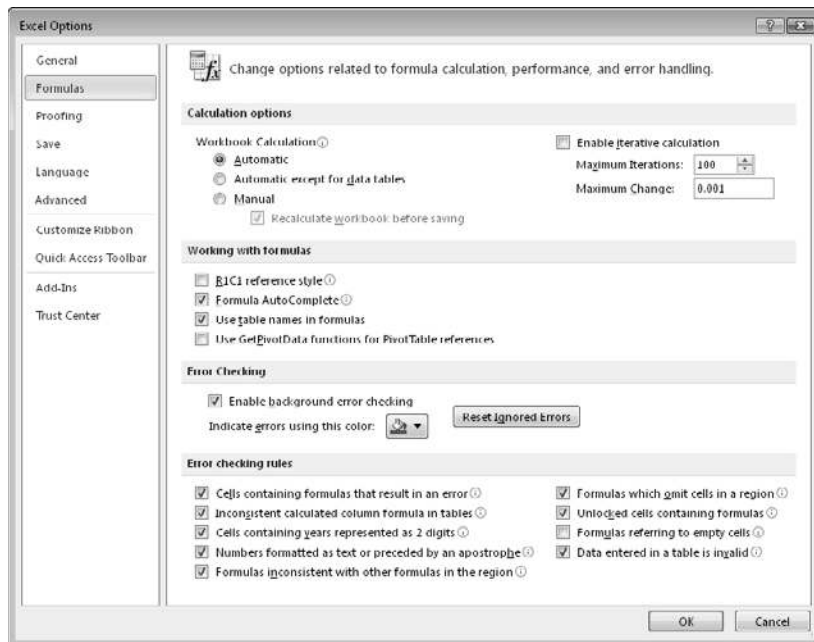 Excel Options
General
Formulas
Proofing
Save
Language
Advanced
Customize Ribbon
Quick Access Toolbar
Add-Ins
Trust Center
Change options related to formula calculation, performance, and error handling.
Calculation options
Workbook Calculation
Automatic
Automatic except for data tables
Manual
Recalculate workbook before saving
Enable iterative calculation
Maximum Iterations: 100
Maximum Change: 0.001
Working with formulas
R1C1 reference style
Formula AutoComplete
Use table names in formulas
Use GetPivotData functions for PivotTable references
Error Checking
Enable background error checking
Indicate errors using this color:
Reset Ignored Errors
Error checking rules
Cells containing formulas that result in an error
Inconsistent calculated column formula in tables
Cells containing years represented as 2 digits
Numbers formatted as text or preceded by an apostrophe
Formulas inconsistent with other formulas in the region
Formulas which omit cells in a region
Unlocked cells containing formulas
Formulas referring to empty cells
Data entered in a table is invalid
OK
Cancel